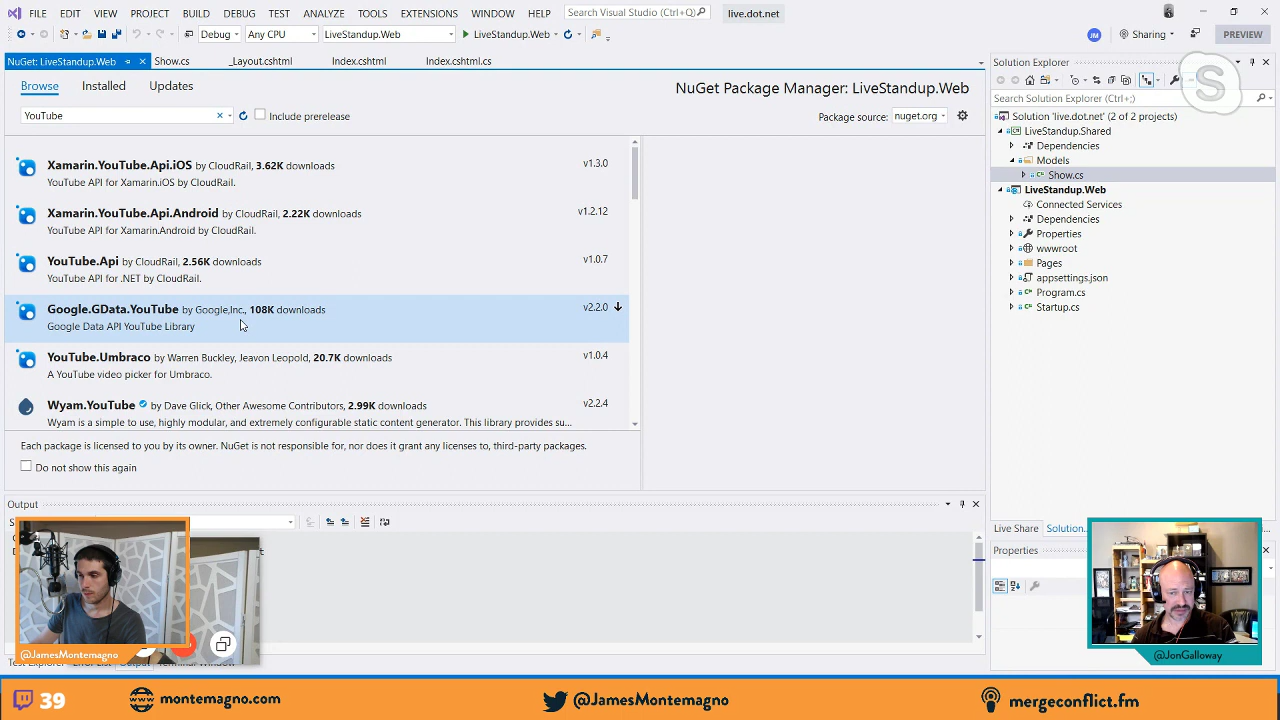 FILE EDIT VIEW PROJECT BUILD DEBUG TEST ANALYZE TOOLS EXTENSIONS WINDOW HELP Search Visual Studio (Ctrl+Q) live.dot.net
Debug Any CPU LiveStandup.Web LiveStandup.Web JM Sharing PREVIEW
NuGet: LiveStandup.Web Show.cs _Layout.cshtml Index.cshtml Index.cshtml.cs
Browse Installed Updates NuGet Package Manager: LiveStandup.Web
YouTube Include prerelease Package source: nuget.org
Xamarin.YouTube.Api.iOS by CloudRail, 3.62K downloads v1.3.0
YouTube API for Xamarin.iOS by CloudRail.
Xamarin.YouTube.Api.Android by CloudRail, 2.22K downloads v1.2.12
YouTube API for Xamarin.Android by CloudRail.
YouTube.Api by CloudRail, 2.56K downloads v1.0.7
YouTube API for .NET by CloudRail.
Google.GData.YouTube by Google,Inc., 108K downloads v2.2.0
Google Data API YouTube Library
YouTube.Umbraco by Warren Buckley, Jeavon Leopold, 20.7K downloads v1.0.4
A YouTube video picker for Umbraco.
Wyam.YouTube by Dave Glick, Other Awesome Contributors, 2.99K downloads v2.2.4
Wyam is a simple to use, highly modular, and extremely configurable static content generator. This library provides su...
Each package is licensed to you by its owner. NuGet is not responsible for, nor does it grant any licenses to, third-party packages.
Do not show this again
Solution Explorer
Search Solution Explorer (Ctrl+;)
Solution 'live.dot.net' (2 of 2 projects)
LiveStandup.Shared
Dependencies
Models
Show.cs
LiveStandup.Web
Connected Services
Dependencies
Properties
wwwroot
Pages
appsettings.json
Program.cs
Startup.cs
Output
Live Share Solution...
Properties
@JamesMontemagno
@JonGalloway
39 montemagno.com @JamesMontemagno mergeconflict.fm